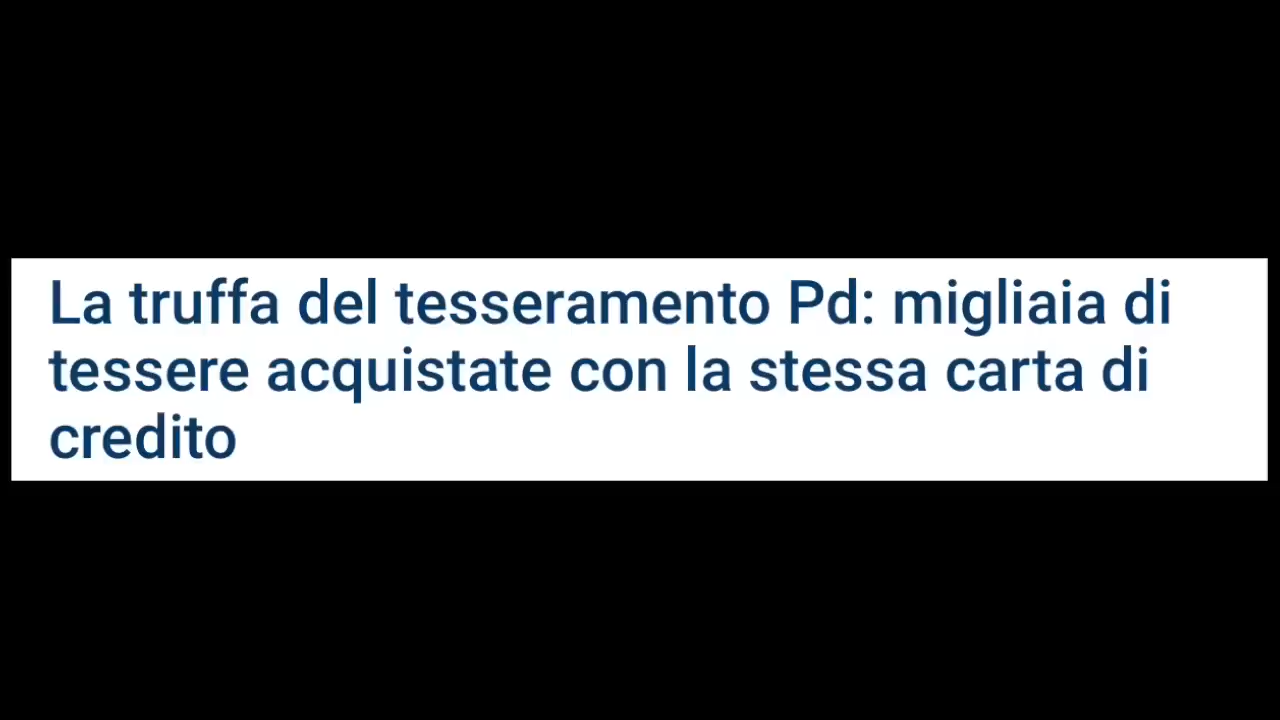 La truffa del tesseramento Pd: migliaia di
tessere acquistate con la stessa carta di
credito